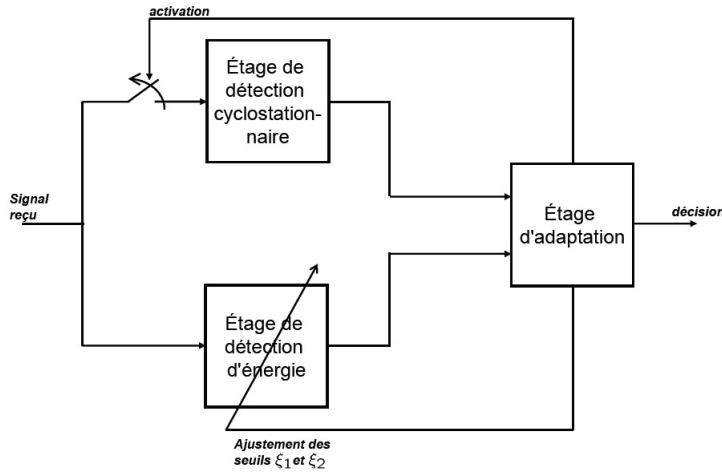 activation
Étage de
détection
cyclostation-
naire
Signal
reçu
Étage
d'adaptation
décision
Étage de
détection
d'énergie
Ajustement des
seuils ξ1 et ξ2